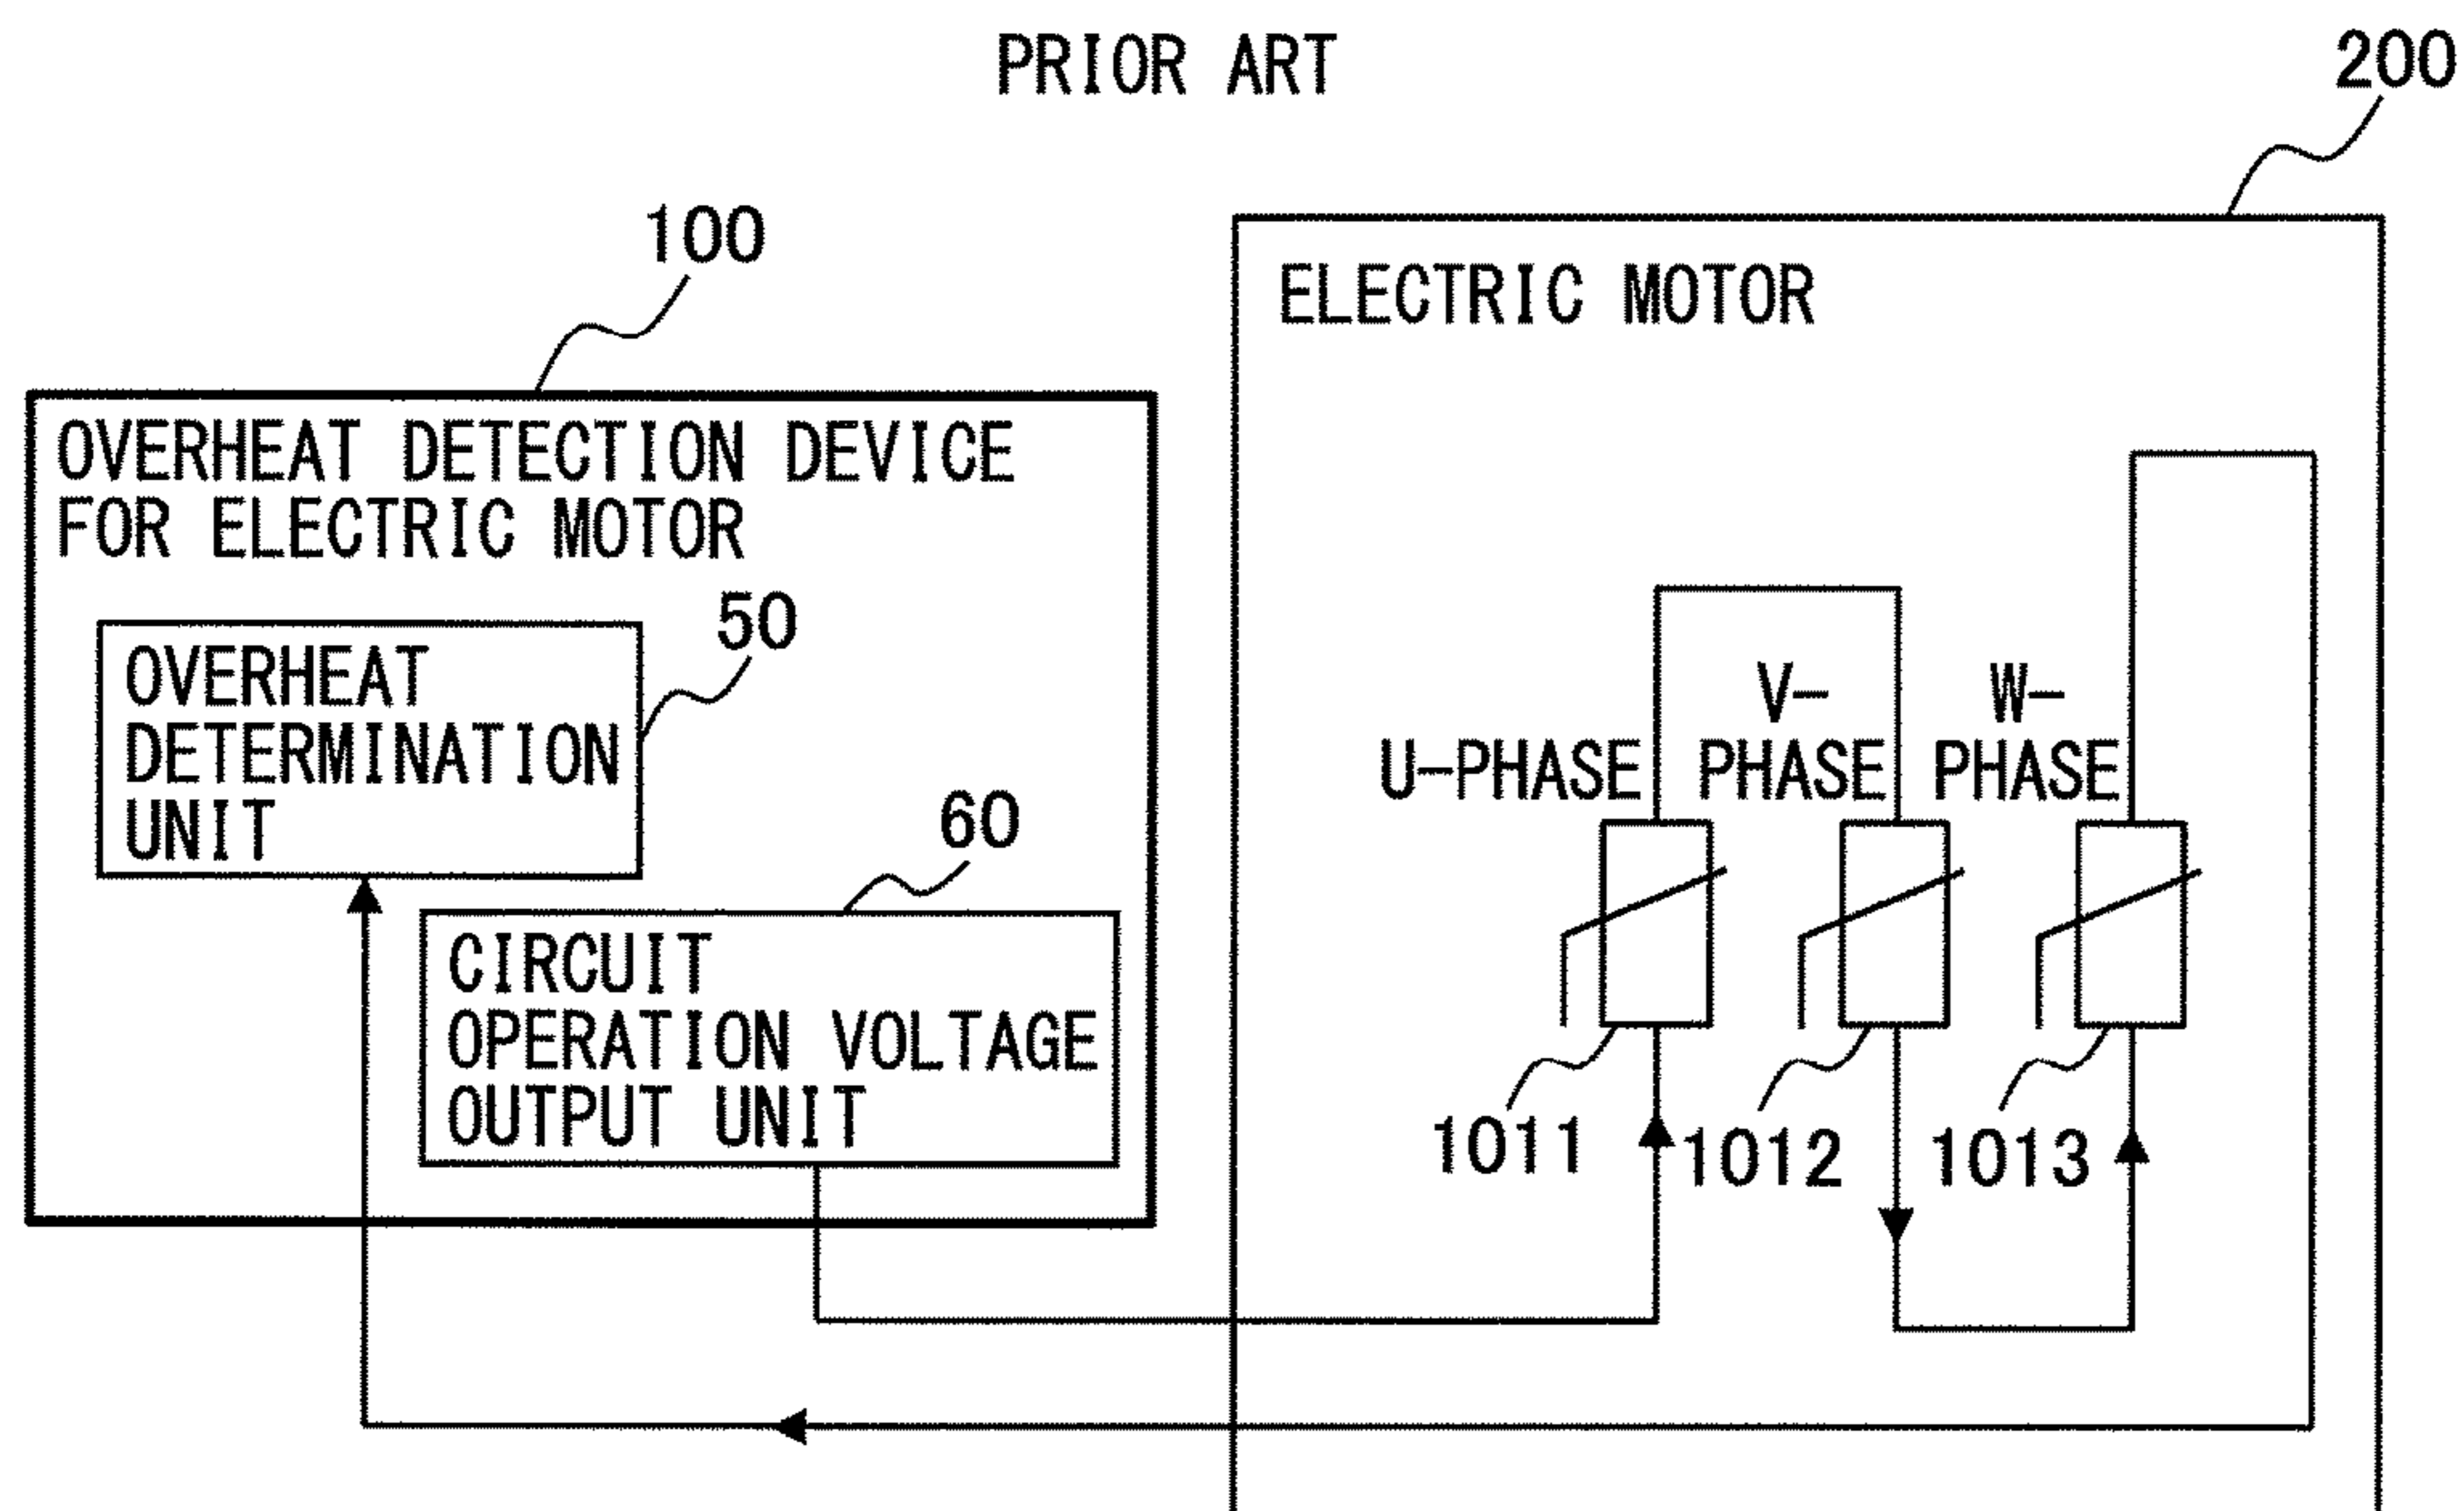 PRIOR ART
200
100
ELECTRIC MOTOR
OVERHEAT DETECTION DEVICE
FOR ELECTRIC MOTOR
50
OVERHEAT
DETERMINATION
UNIT
60
CIRCUIT
OPERATION VOLTAGE
OUTPUT UNIT
U-PHASE
V-
PHASE
W-
PHASE
1011
1012
1013